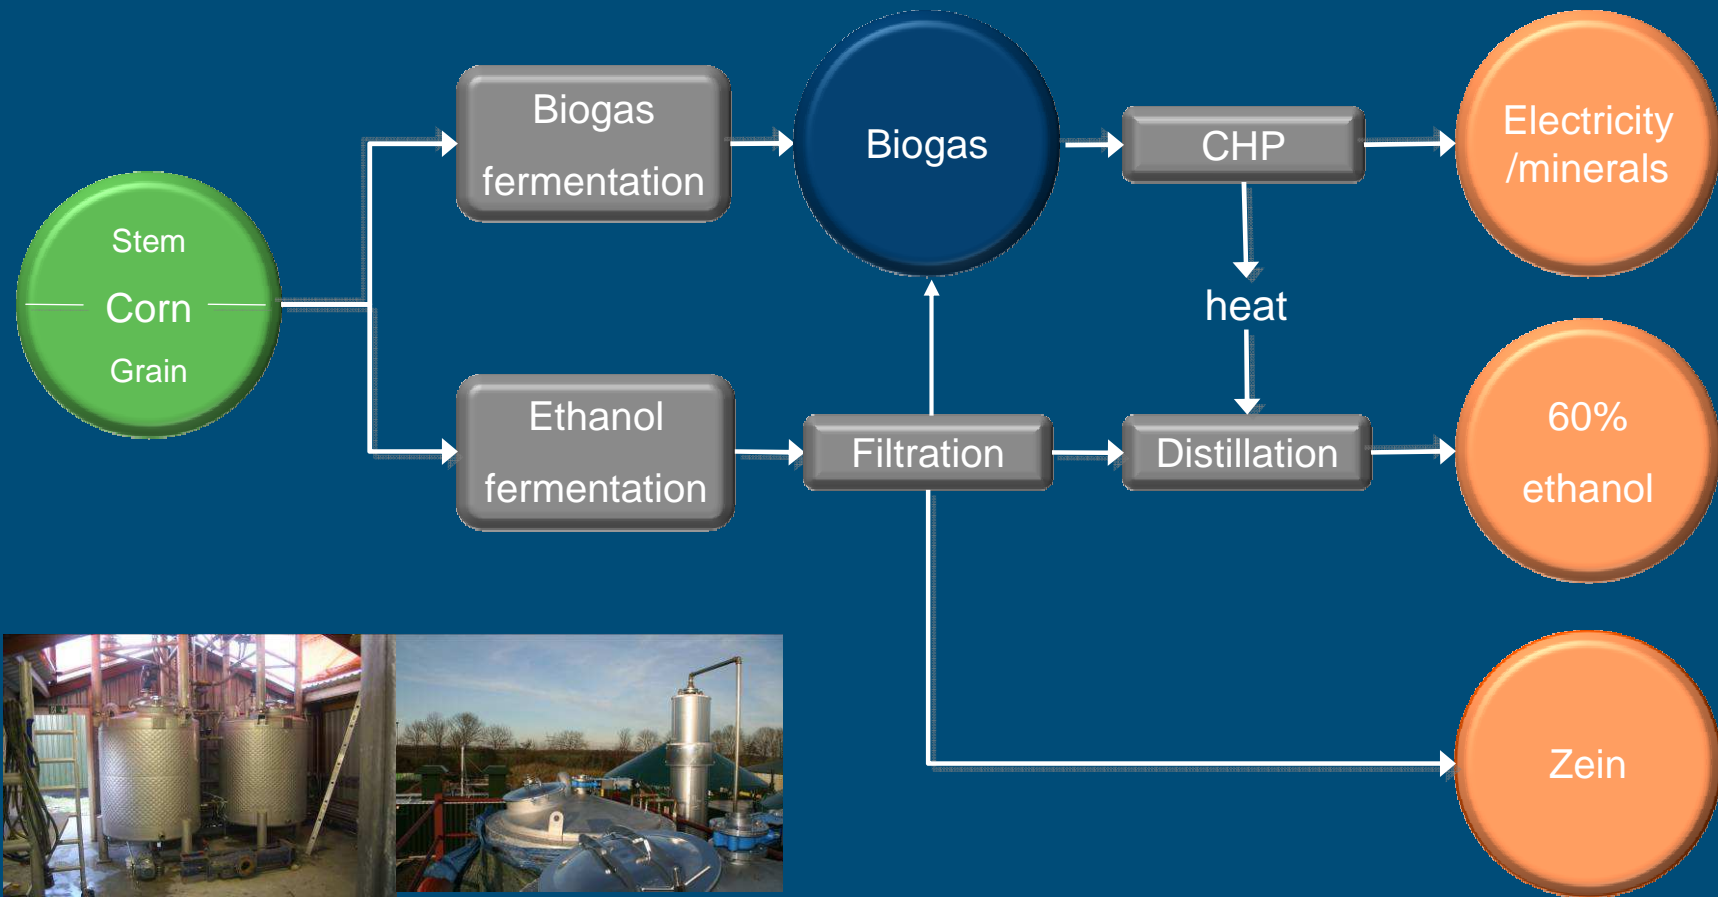 Stem
Corn
Grain
Biogas
fermentation
Biogas
CHP
Electricity
/minerals
heat
Ethanol
fermentation
Filtration
Distillation
60%
ethanol
Zein